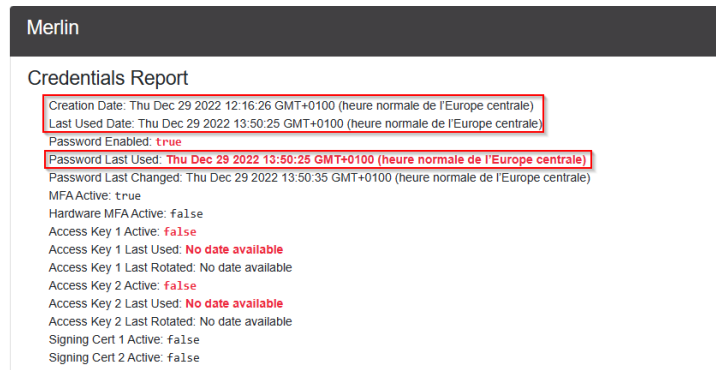 Merlin
Credentials Report
Creation Date: Thu Dec 29 2022 12:16:26 GMT+0100 (heure normale de l'Europe centrale)
Last Used Date: Thu Dec 29 2022 13:50:25 GMT+0100 (heure normale de l'Europe centrale)
Password Enabled: true
Password Last Used: Thu Dec 29 2022 13:50:25 GMT+0100 (heure normale de l'Europe centrale)
Password Last Changed: Thu Dec 29 2022 13:50:35 GMT+0100 (heure normale de l'Europe centrale)
MFA Active: true
Hardware MFA Active: false
Access Key 1 Active: false
Access Key 1 Last Used: No date available
Access Key 1 Last Rotated: No date available
Access Key 2 Active: false
Access Key 2 Last Used: No date available
Access Key 2 Last Rotated: No date available
Signing Cert 1 Active: false
Signing Cert 2 Active: false